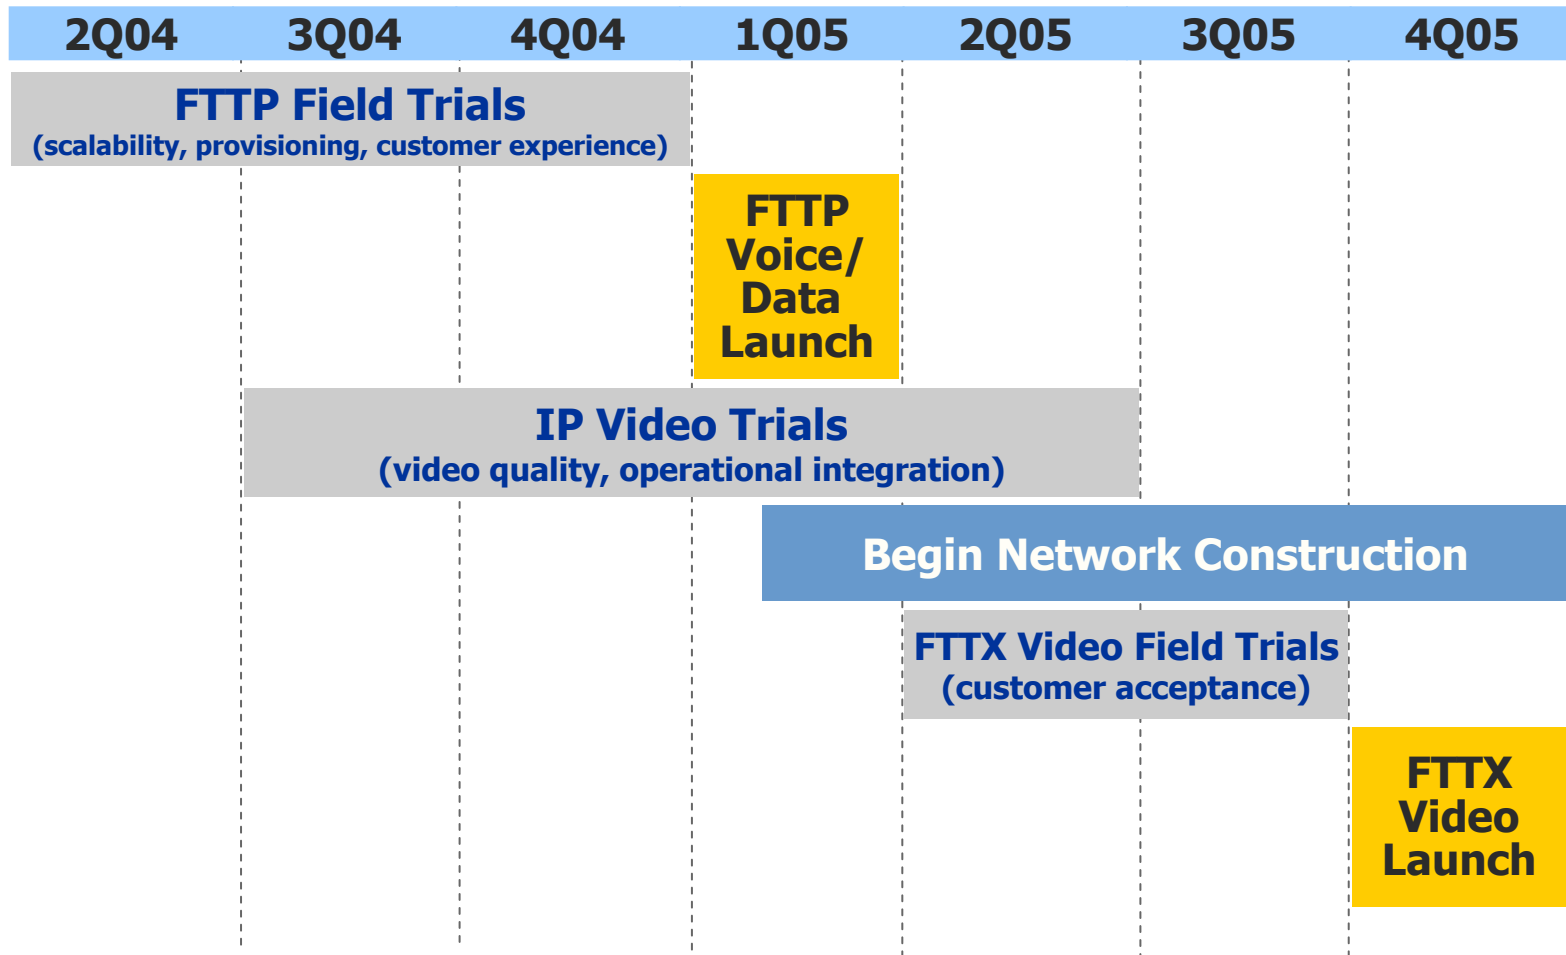 2Q04 3Q04 4Q04 1Q05 2Q05 3Q05 4Q05
FTTP Field Trials
(scalability, provisioning, customer experience)
FTTP
Voice/
Data
Launch
IP Video Trials
(video quality, operational integration)
Begin Network Construction
FTTX Video Field Trials
(customer acceptance)
FTTX
Video
Launch